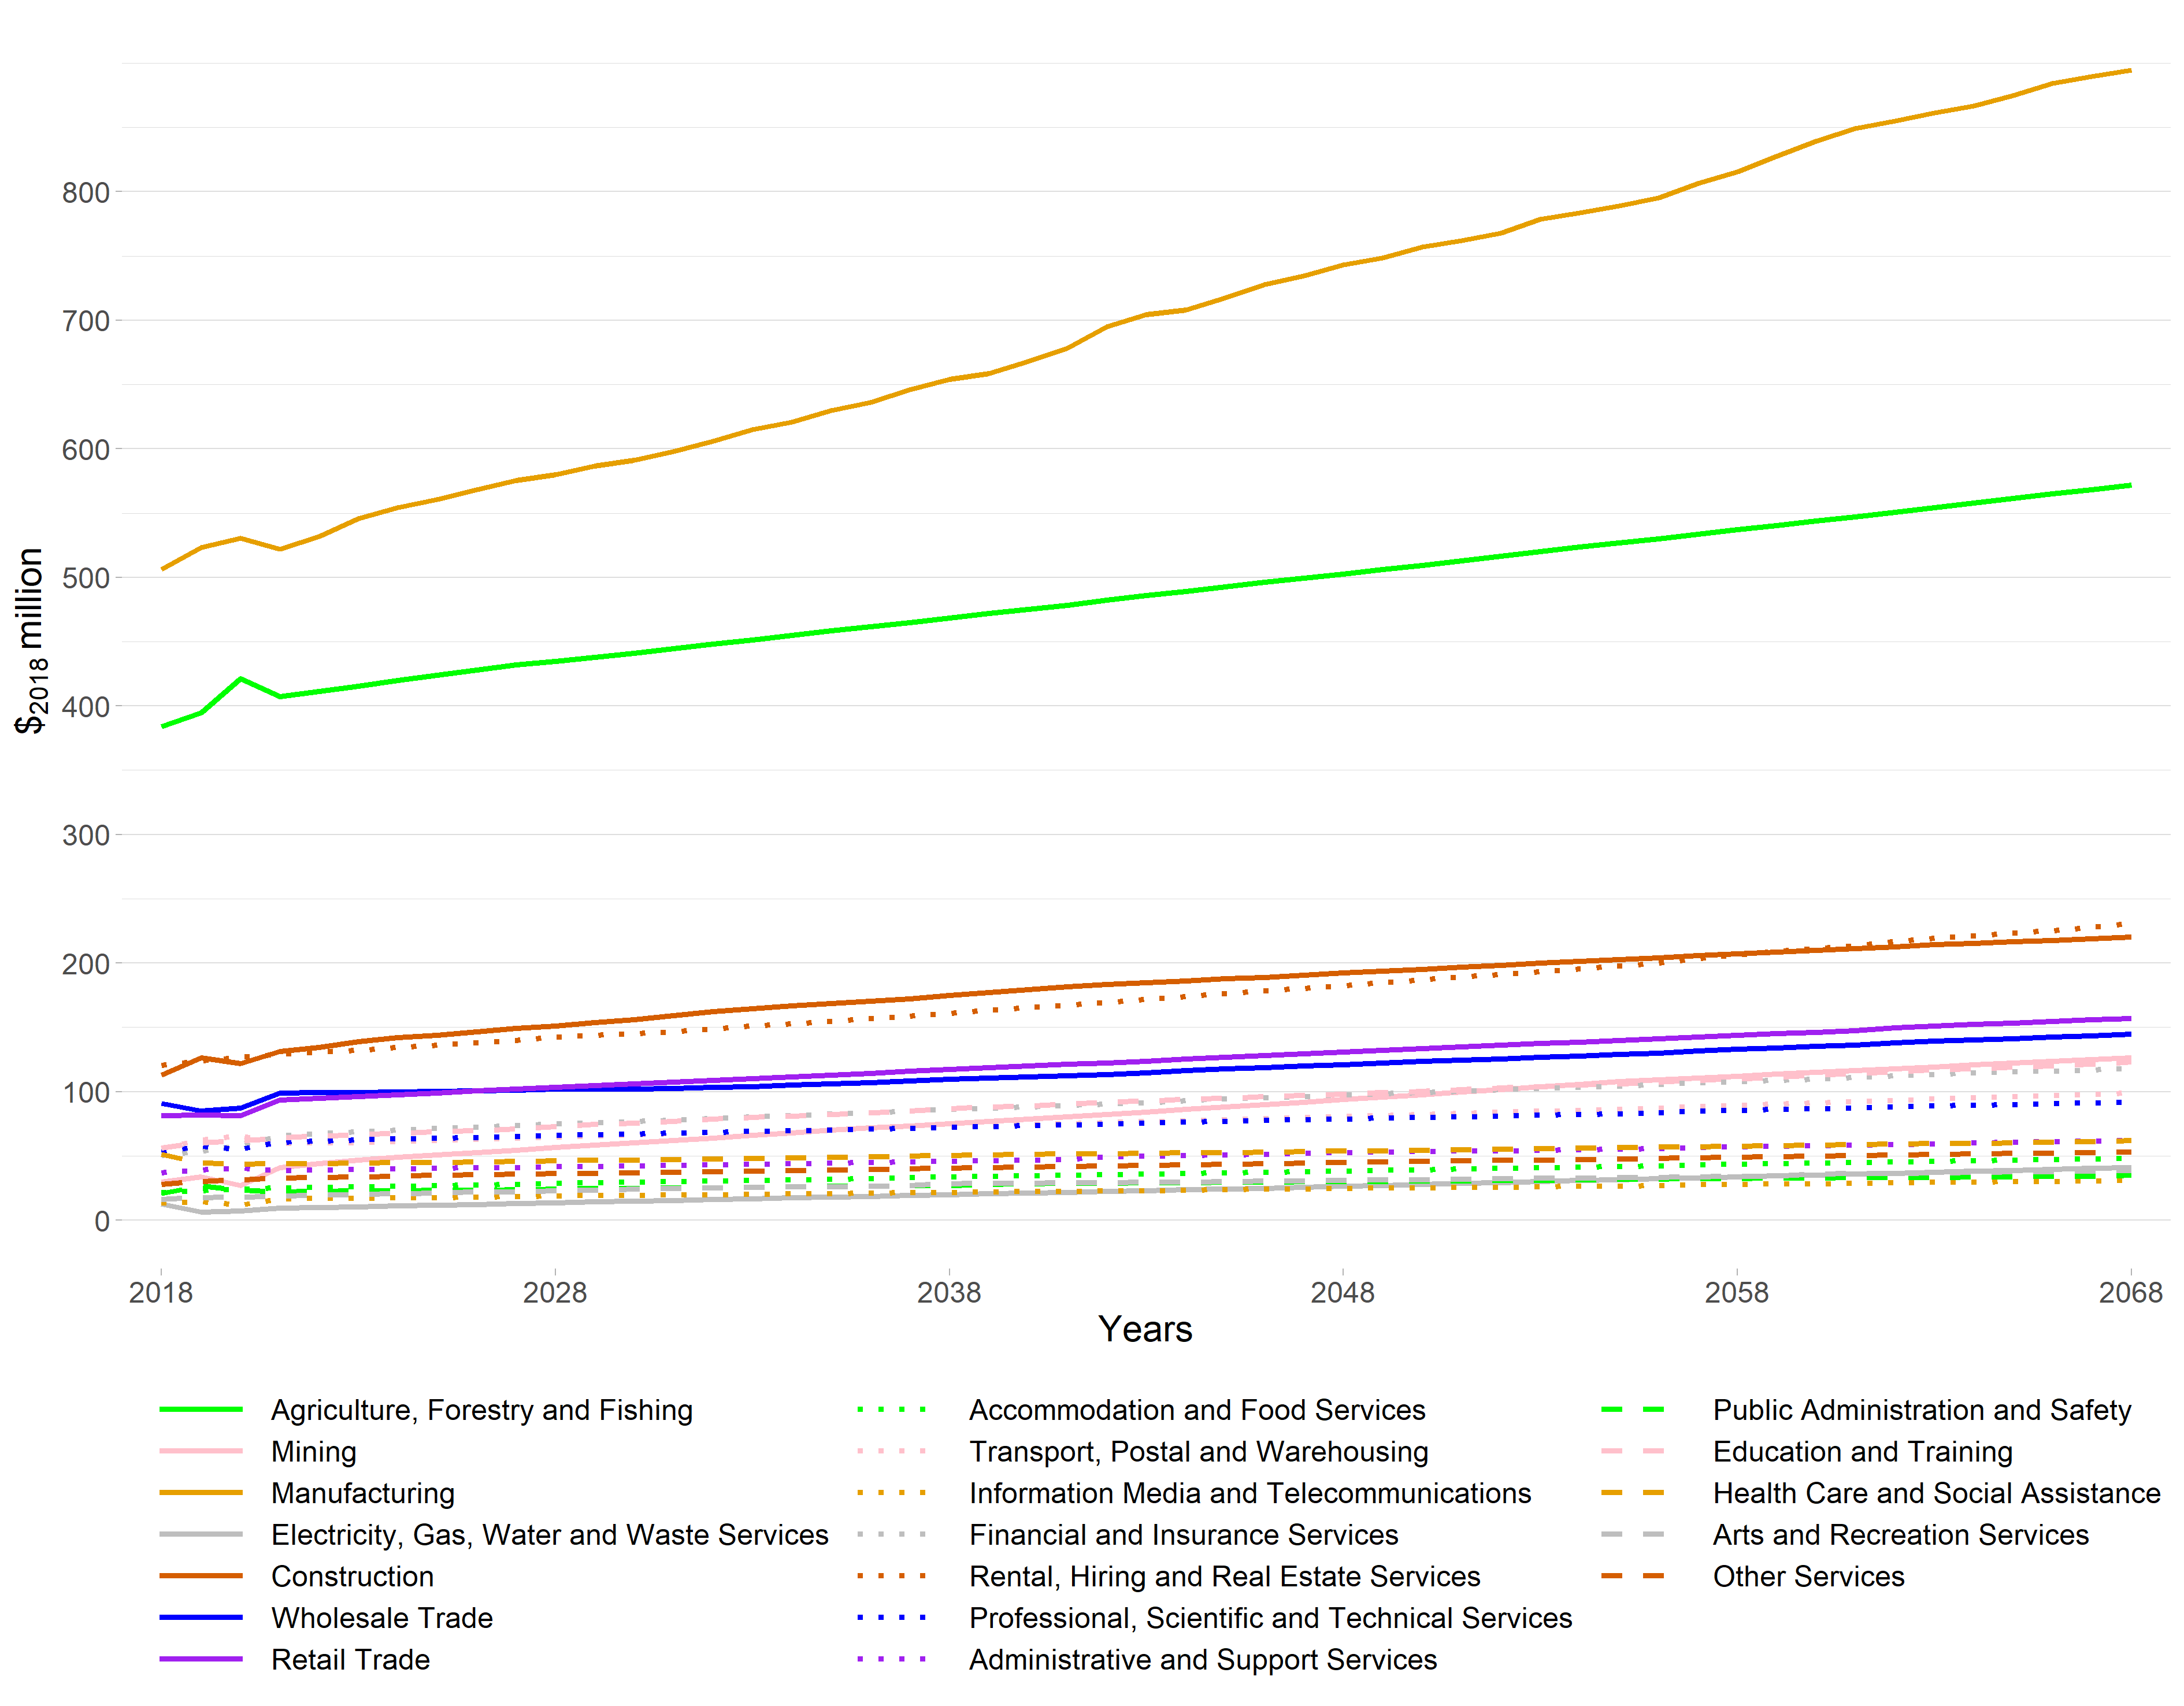 800
700
600
500
400
300
200
100
0
$2018 million
2018 2028 2038 2048 2058 2068
Years
Agriculture, Forestry and Fishing
Mining
Manufacturing
Electricity, Gas, Water and Waste Services
Construction
Wholesale Trade
Retail Trade
Accommodation and Food Services
Transport, Postal and Warehousing
Information Media and Telecommunications
Financial and Insurance Services
Rental, Hiring and Real Estate Services
Professional, Scientific and Technical Services
Administrative and Support Services
Public Administration and Safety
Education and Training
Health Care and Social Assistance
Arts and Recreation Services
Other Services